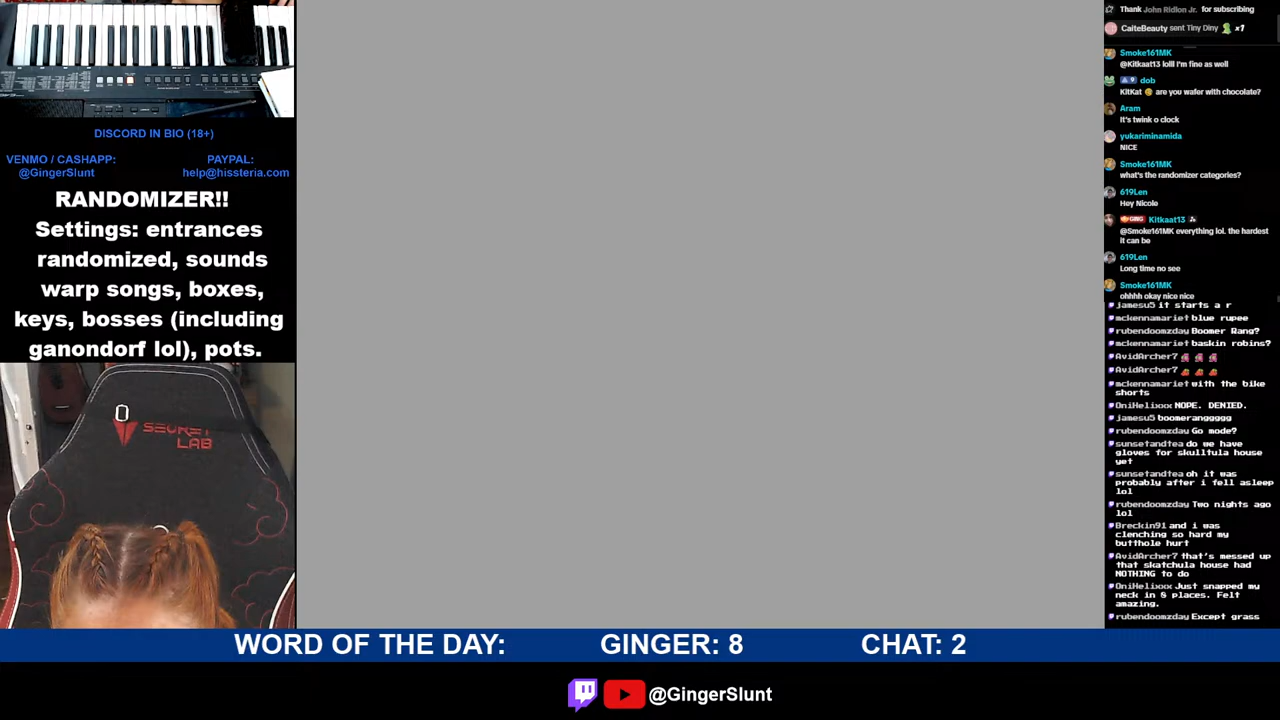 DISCORD IN BIO (18+)
VENMO / CASHAPP:
@GingerSlunt
PAYPAL:
help@hissteria.com
RANDOMIZER!!
Settings: entrances
randomized, sounds
warp songs, boxes,
keys, bosses (including
ganondorf lol), pots.
SECRET
LAB
Thank John Ridlon Jr. for subscribing
CaiteBeauty sent Tiny Diny x1
Smoke161MK
@Kitkaat13 lolll I'm fine as well
9 dob
KitKat are you wafer with chocolate?
Aram
It's twink o clock
yukariminamida
NICE
Smoke161MK
what's the randomizer categories?
619Len
Hey Nicole
Kitkaat13
@Smoke161MK everything lol. the hardest
it can be
619Len
Long time no see
Smoke161MK
ohhhh okay nice nice
jamesu5 it starts a r
mckennamariet blue rupee
rubendoomzday Boomer Rang?
mckennamariet baskin robins?
AvidArcher7
AvidArcher7
mckennamariet with the bike
shorts
OniHelixxx NOPE. DENIED.
jamesu5 boomeranggggg
rubendoomzday Go mode?
sunsetandtea do we have
gloves for skulltula house
yet
sunsetandtea oh it was
probably after i fell asleep
lol
rubendoomzday Two nights ago
lol
Breckin91 and i was
clenching so hard my
butthole hurt
AvidArcher7 that's messed up
that skatchula house had
NOTHING to do
OniHelixxx Just snapped my
neck in 8 places. Felt
amazing.
rubendoomzday Except grass
WORD OF THE DAY: GINGER: 8 CHAT: 2
@GingerSlunt